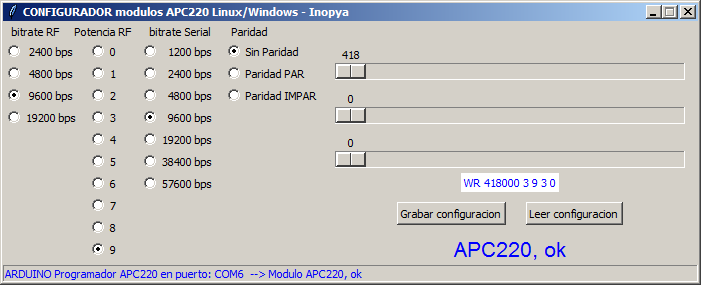 CONFIGURADOR modulos APC220 Linux/Windows - Inopya
bitrate RF Potencia RF bitrate Serial Paridad
2400 bps 0 1200 bps Sin Paridad 418
4800 bps 1 2400 bps Paridad PAR
9600 bps 2 4800 bps Paridad IMPAR 0
19200 bps 3 9600 bps
4 19200 bps 0
5 38400 bps
6 57600 bps WR 418000 3 9 3 0
7 Grabar configuracion Leer configuracion
8
9 APC220, ok
ARDUINO Programador APC220 en puerto: COM6 --> Modulo APC220, ok